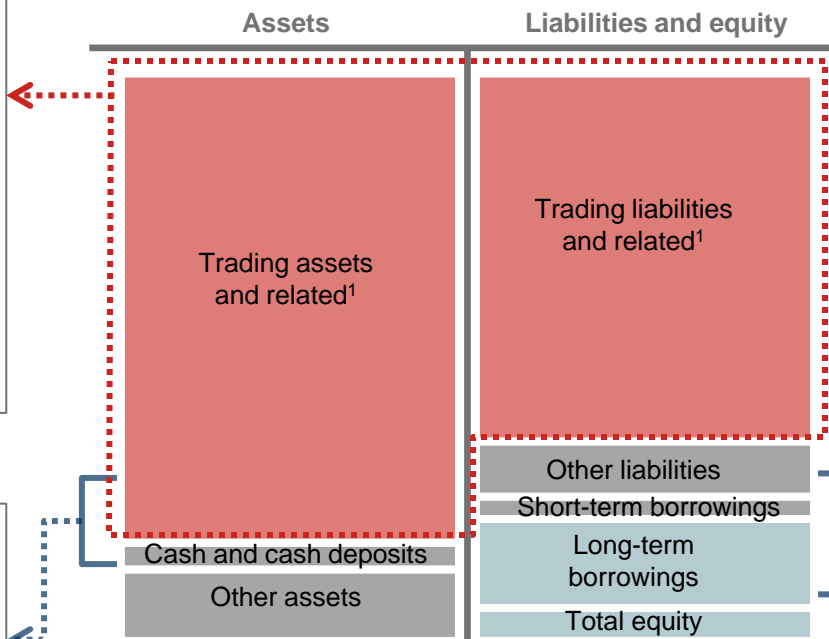 Assets
Liabilities and equity
Trading assets
and related¹
Cash and cash deposits
Other assets
Trading liabilities
and related¹
Other liabilities
Short-term borrowings
Long-term
borrowings
Total equity